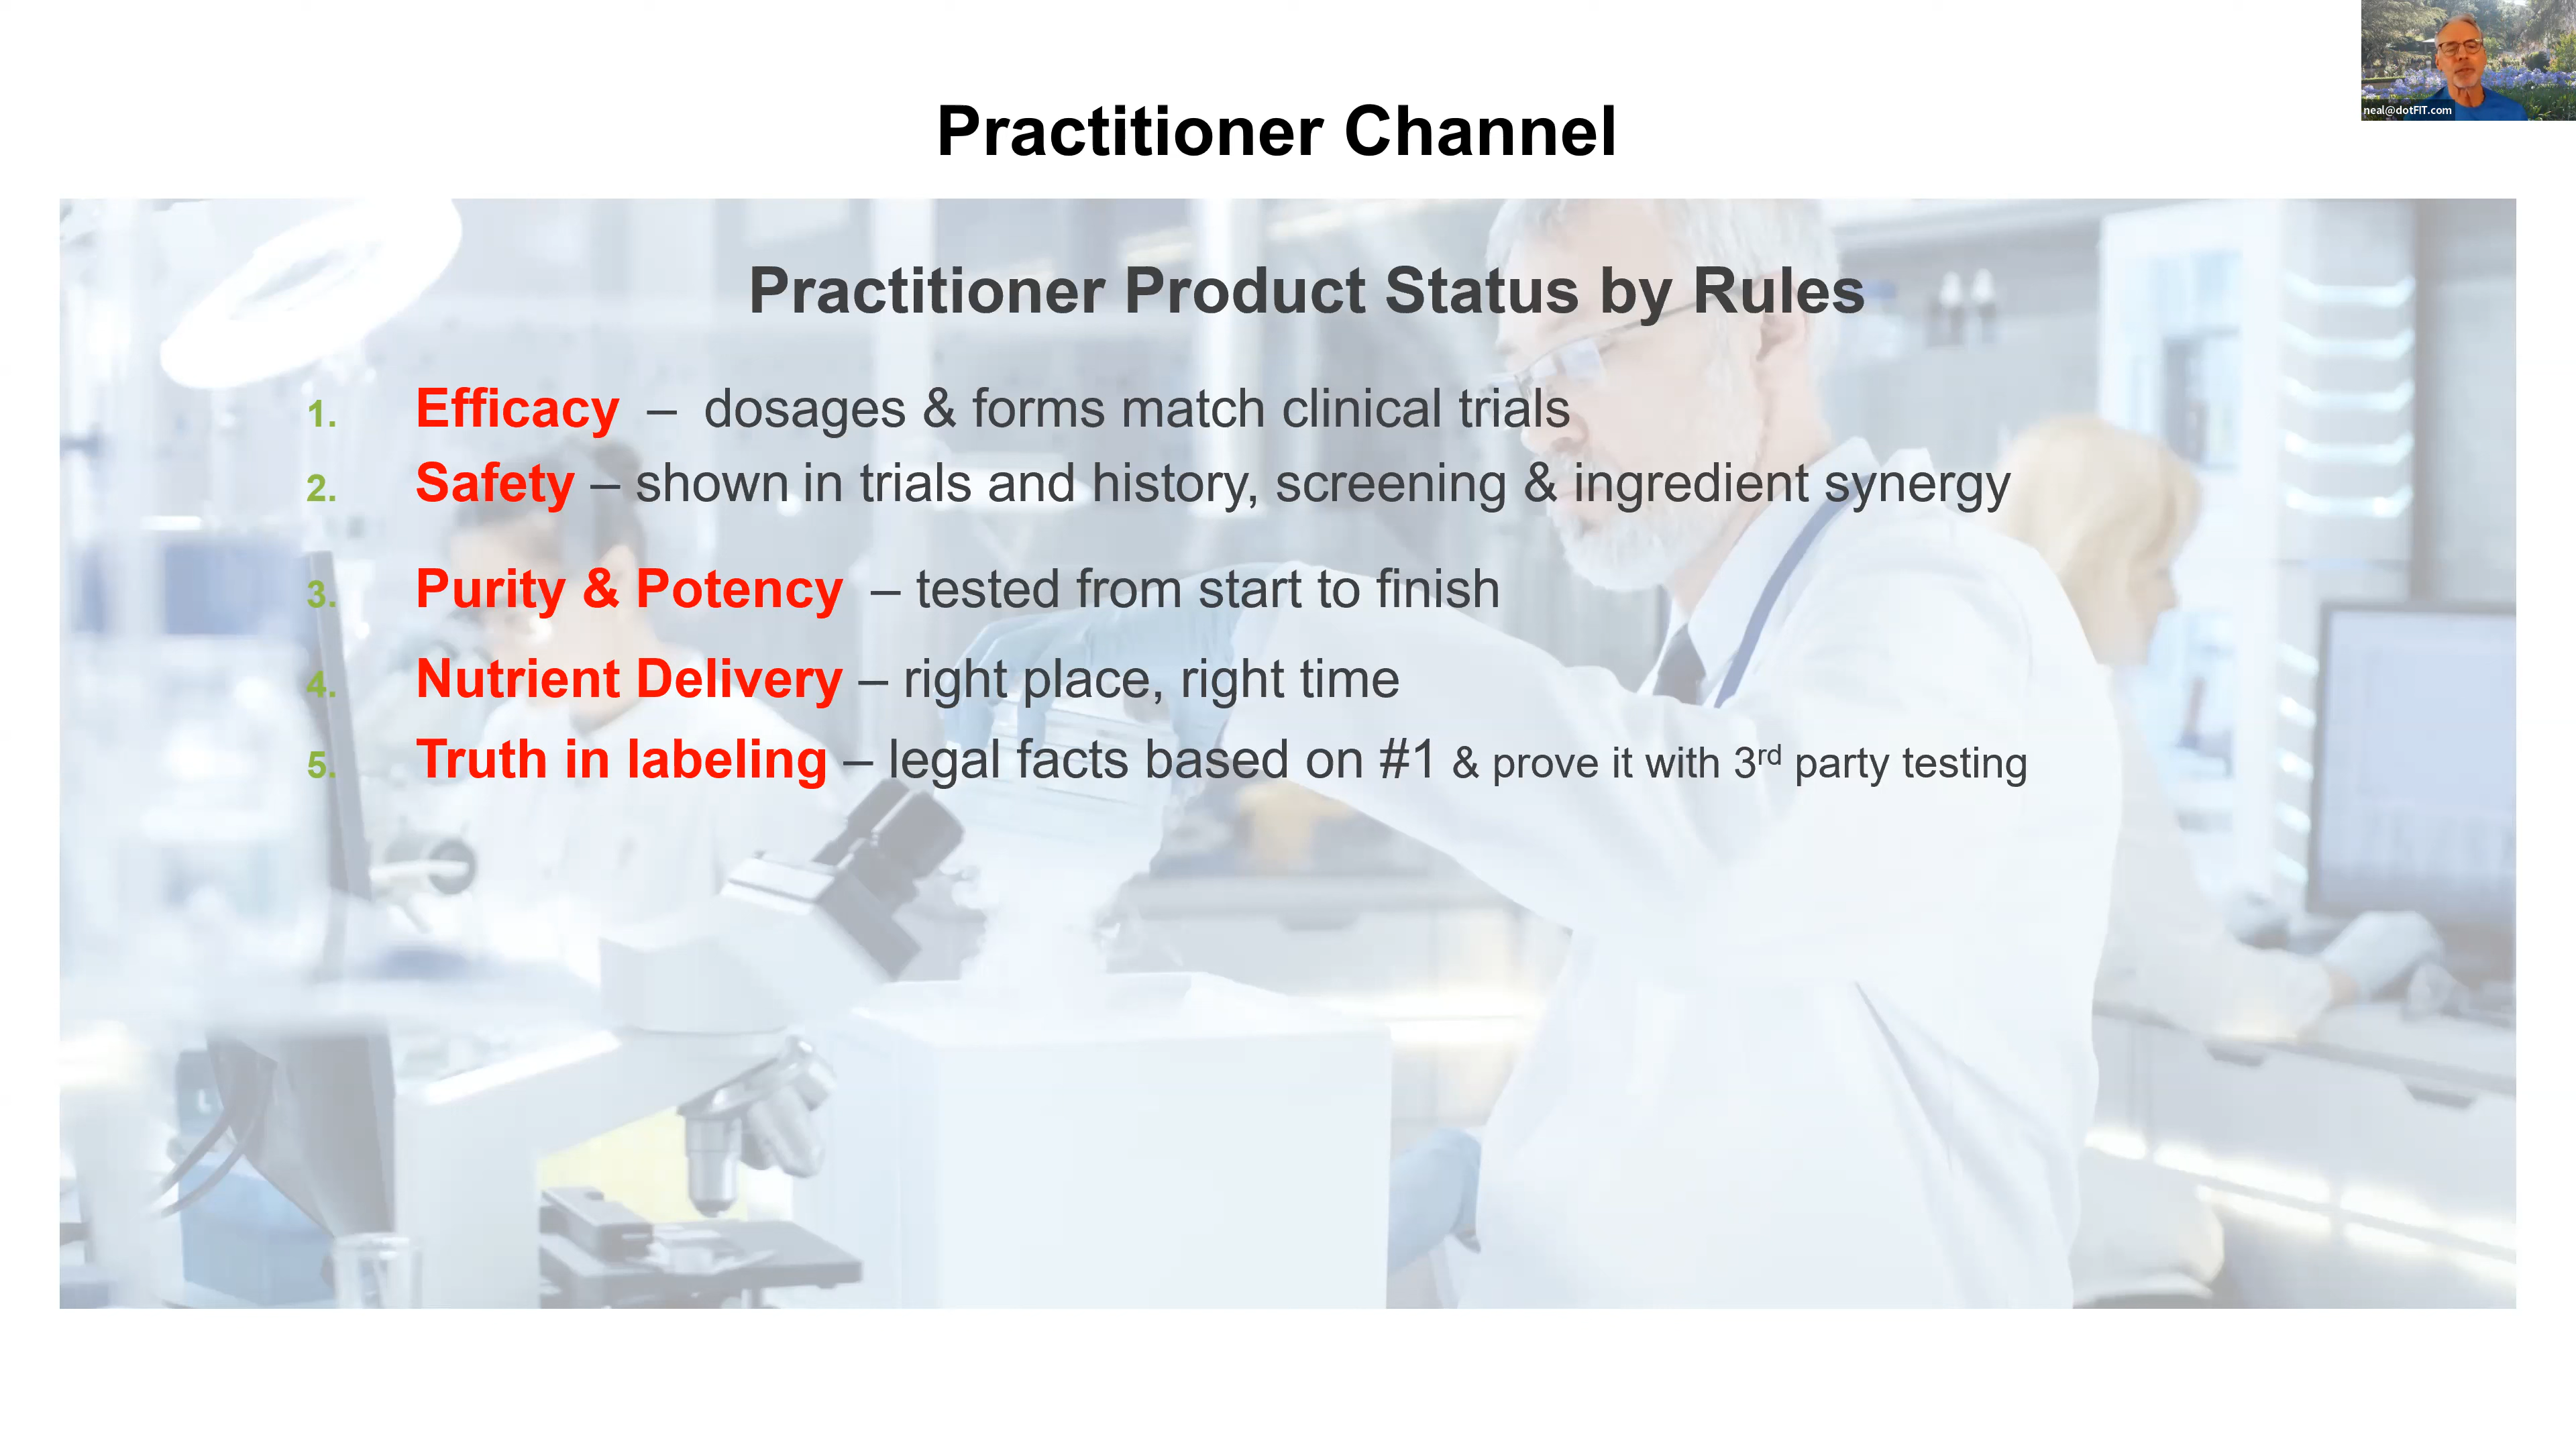 neal@dotFIT.com
Practitioner Channel
Practitioner Product Status by Rules
1. Efficacy – dosages & forms match clinical trials
2. Safety – shown in trials and history, screening & ingredient synergy
3. Purity & Potency – tested from start to finish
4. Nutrient Delivery – right place, right time
5. Truth in labeling – legal facts based on #1 & prove it with 3rd party testing